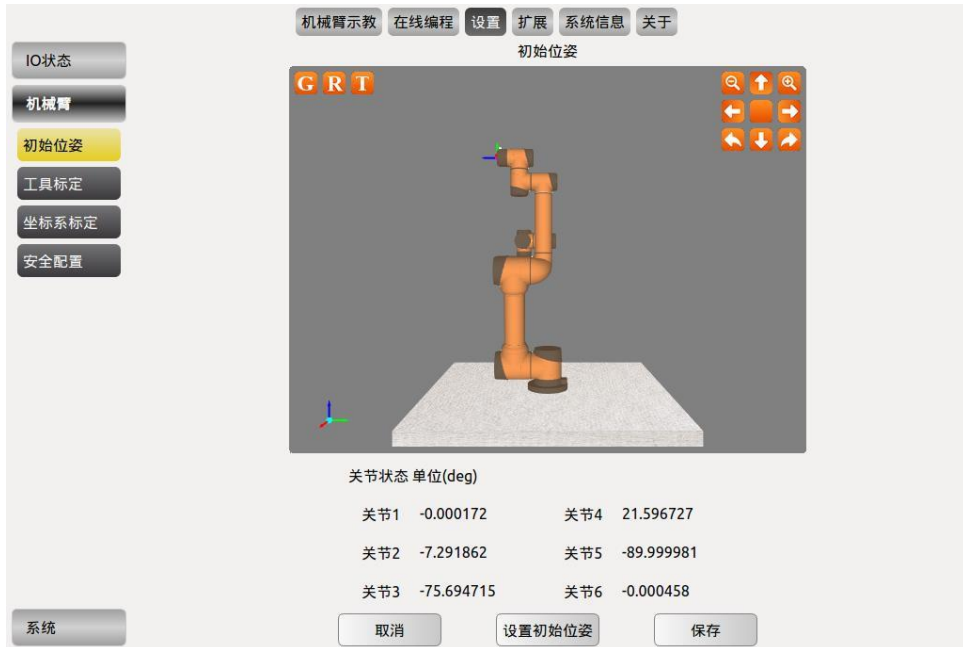 机械臂示教 在线编程 设置 扩展 系统信息 关于
初始位姿
IO状态
机械臂
初始位姿
工具标定
坐标系标定
安全配置
G R T
关节状态 单位(deg)
关节1 -0.000172 关节4 21.596727
关节2 -7.291862 关节5 -89.999981
关节3 -75.694715 关节6 -0.000458
系统 取消 设置初始位姿 保存